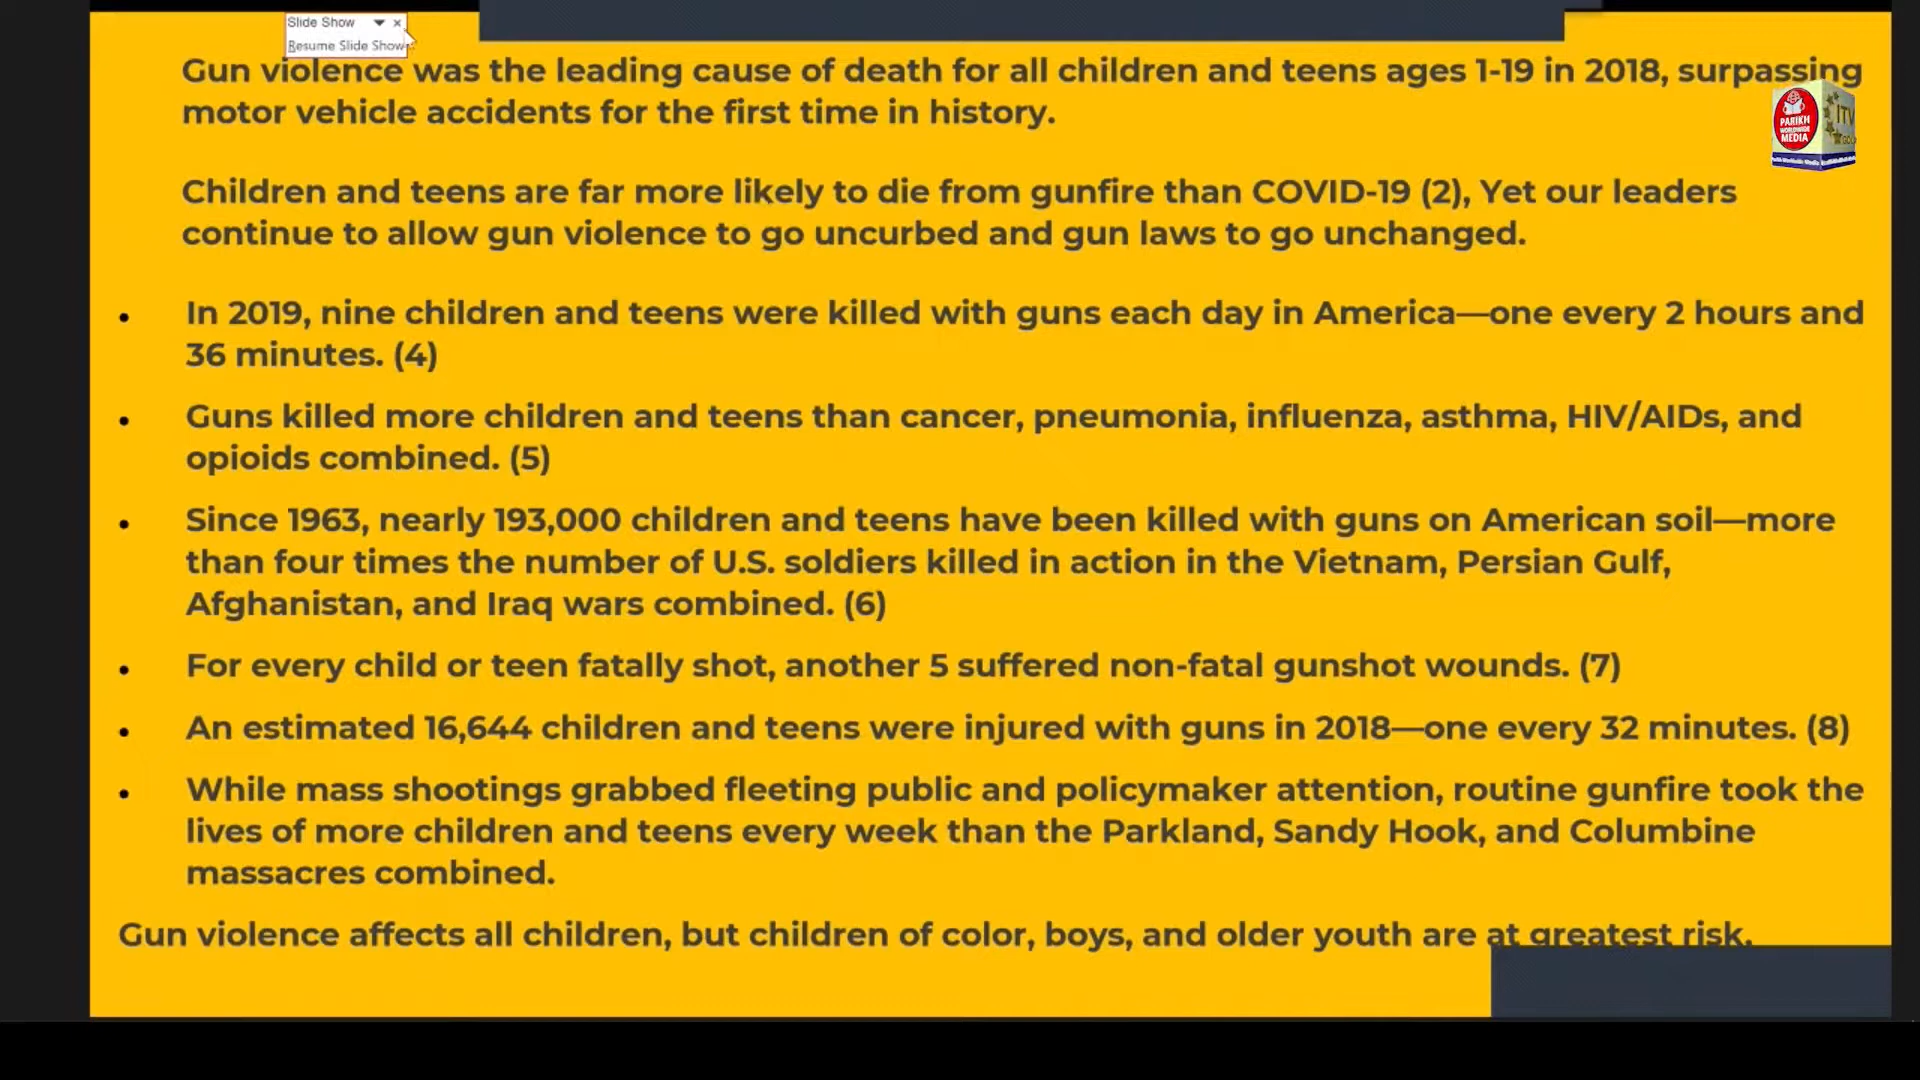 Slide Show
Resume Slide Show
Gun violence was the leading cause of death for all children and teens ages 1-19 in 2018, surpassing
motor vehicle accidents for the first time in history.
PARIKH
WORLDWIDE
MEDIA
ITV
Children and teens are far more likely to die from gunfire than COVID-19 (2), Yet our leaders
continue to allow gun violence to go uncurbed and gun laws to go unchanged.
• In 2019, nine children and teens were killed with guns each day in America—one every 2 hours and
36 minutes. (4)
• Guns killed more children and teens than cancer, pneumonia, influenza, asthma, HIV/AIDs, and
opioids combined. (5)
• Since 1963, nearly 193,000 children and teens have been killed with guns on American soil—more
than four times the number of U.S. soldiers killed in action in the Vietnam, Persian Gulf,
Afghanistan, and Iraq wars combined. (6)
• For every child or teen fatally shot, another 5 suffered non-fatal gunshot wounds. (7)
• An estimated 16,644 children and teens were injured with guns in 2018—one every 32 minutes. (8)
• While mass shootings grabbed fleeting public and policymaker attention, routine gunfire took the
lives of more children and teens every week than the Parkland, Sandy Hook, and Columbine
massacres combined.
Gun violence affects all children, but children of color, boys, and older youth are at greatest risk.